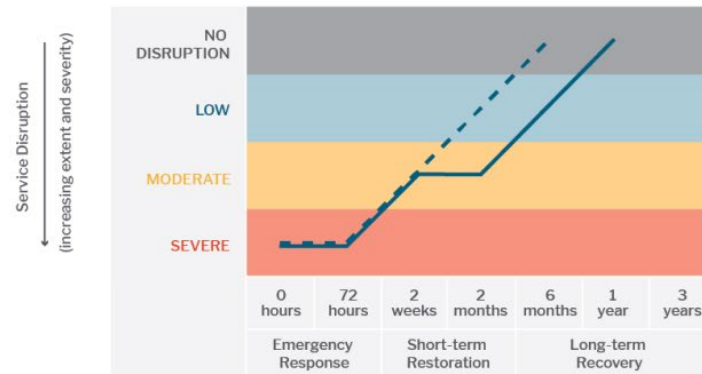 Service Disruption
(increasing extent and severity)
NO
DISRUPTION
LOW
MODERATE
SEVERE
0
hours
72
hours
2
weeks
2
months
6
months
1
year
3
years
Emergency
Response
Short-term
Restoration
Long-term
Recovery